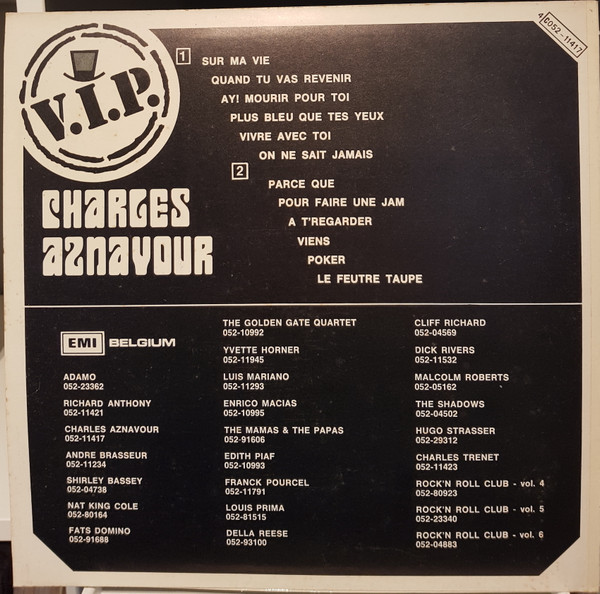 4C052-11417
V.I.P.
CHARLES
AZNAVOUR
1
SUR MA VIE
QUAND TU VAS REVENIR
AY! MOURIR POUR TOI
PLUS BLEU QUE TES YEUX
VIVRE AVEC TOI
ON NE SAIT JAMAIS
2
PARCE QUE
POUR FAIRE UNE JAM
A T'REGARDER
VIENS
POKER
LE FEUTRE TAUPE
EMI BELGIUM
ADAMO
052-23362
RICHARD ANTHONY
052-11421
CHARLES AZNAVOUR
052-11417
ANDRE BRASSEUR
052-11234
SHIRLEY BASSEY
052-04738
NAT KING COLE
052-80164
FATS DOMINO
052-91688
THE GOLDEN GATE QUARTET
052-10992
YVETTE HORNER
052-11945
LUIS MARIANO
052-11293
ENRICO MACIAS
052-10995
THE MAMAS & THE PAPAS
052-91606
EDITH PIAF
052-10993
FRANCK POURCEL
052-11791
LOUIS PRIMA
052-81515
DELLA REESE
052-93100
CLIFF RICHARD
052-04569
DICK RIVERS
052-11532
MALCOLM ROBERTS
052-05162
THE SHADOWS
052-04502
HUGO STRASSER
052-29312
CHARLES TRENET
052-11423
ROCK'N ROLL CLUB - vol. 4
052-80923
ROCK'N ROLL CLUB - vol. 5
052-23340
ROCK'N ROLL CLUB - vol. 6
052-04883